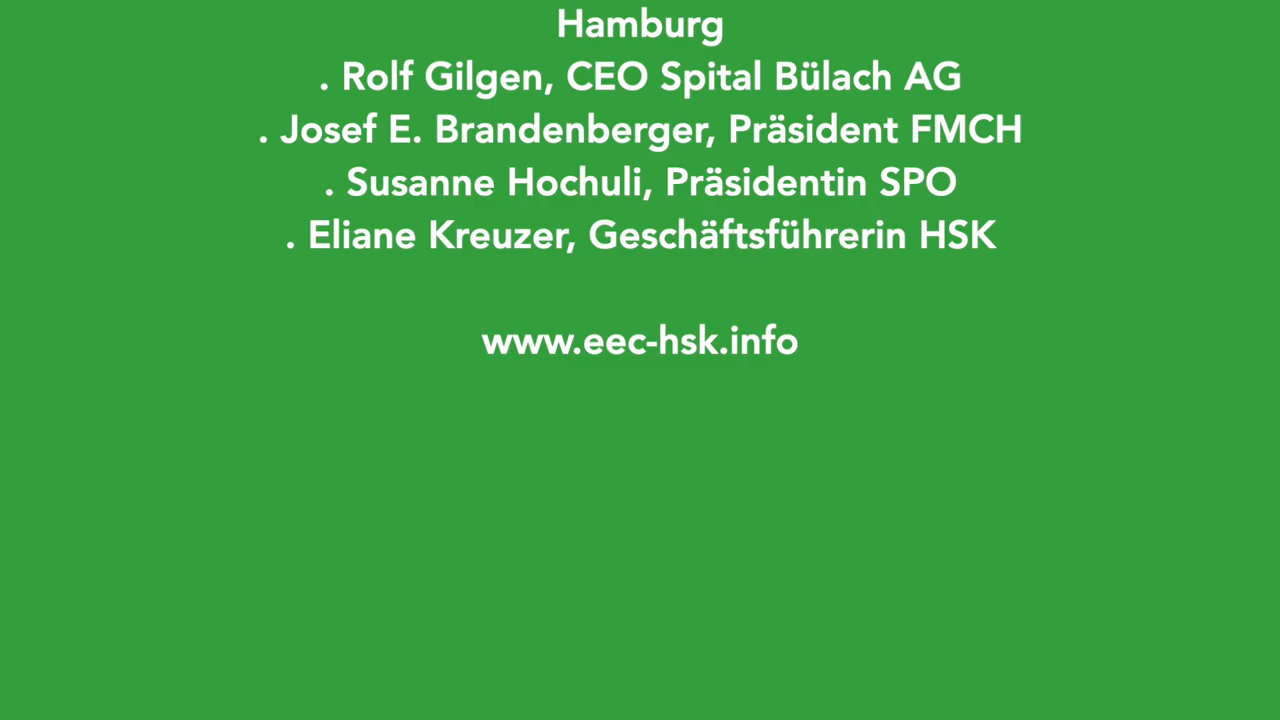 Hamburg
. Rolf Gilgen, CEO Spital Bülach AG
. Josef E. Brandenberger, Präsident FMCH
. Susanne Hochuli, Präsidentin SPO
. Eliane Kreuzer, Geschäftsführerin HSK
www.eec-hsk.info